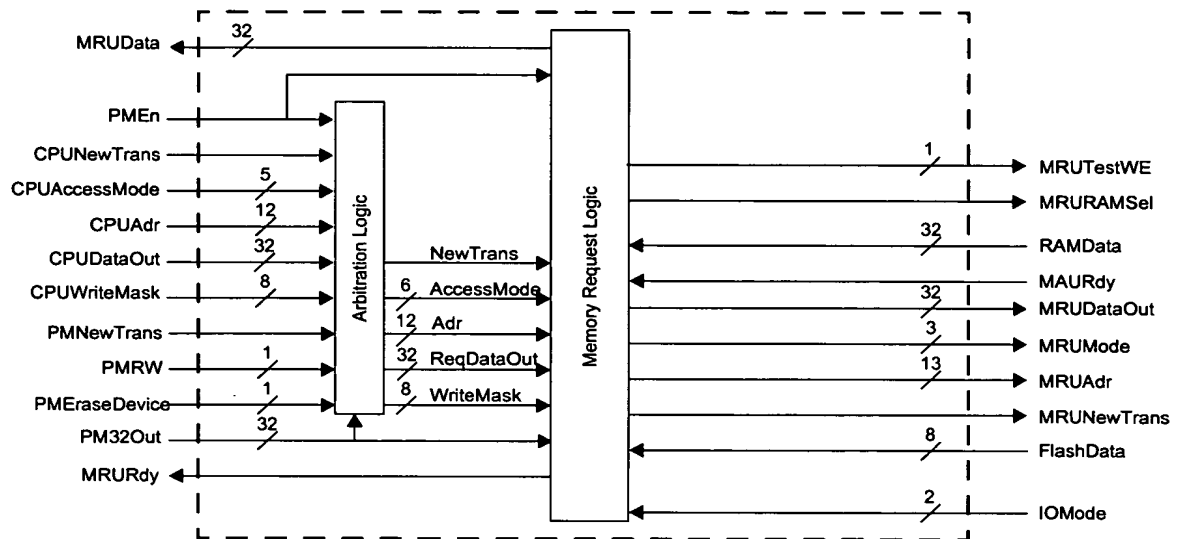 MRUData
32
PMEn
CPUNewTrans
CPUAccessMode
5
CPUAdr
12
CPUDataOut
32
CPUWriteMask
8
PMNewTrans
PMRW
1
PMEraseDevice
1
PM32Out
32
MRURdy
Arbitration Logic
NewTrans
6
AccessMode
12
Adr
32
ReqDataOut
8
WriteMask
Memory Request Logic
1
MRUTestWE
MRURAMSel
32
RAMData
MAURdy
32
MRUDataOut
3
MRUMode
13
MRUAdr
MRUNewTrans
8
FlashData
2
IOMode